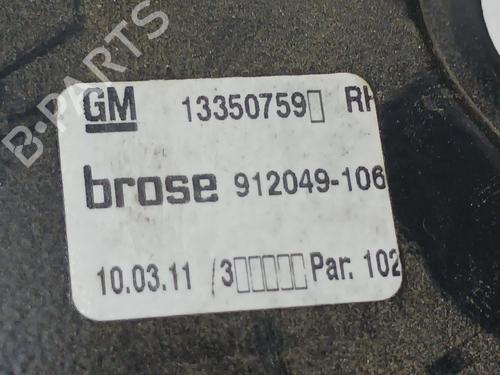 B-PARTS
GM 13350759▯ RH
brose 912049-106
10.03.11 /3▯▯▯▯▯ Par. 102